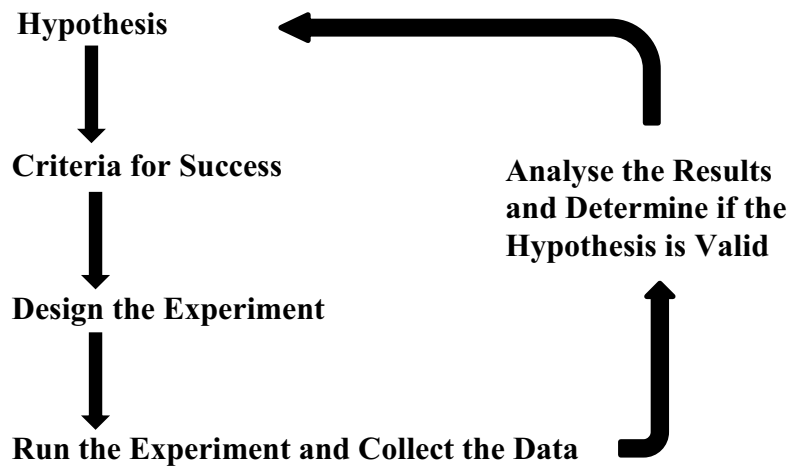 Hypothesis
Criteria for Success
Design the Experiment
Run the Experiment and Collect the Data
Analyse the Results
and Determine if the
Hypothesis is Valid